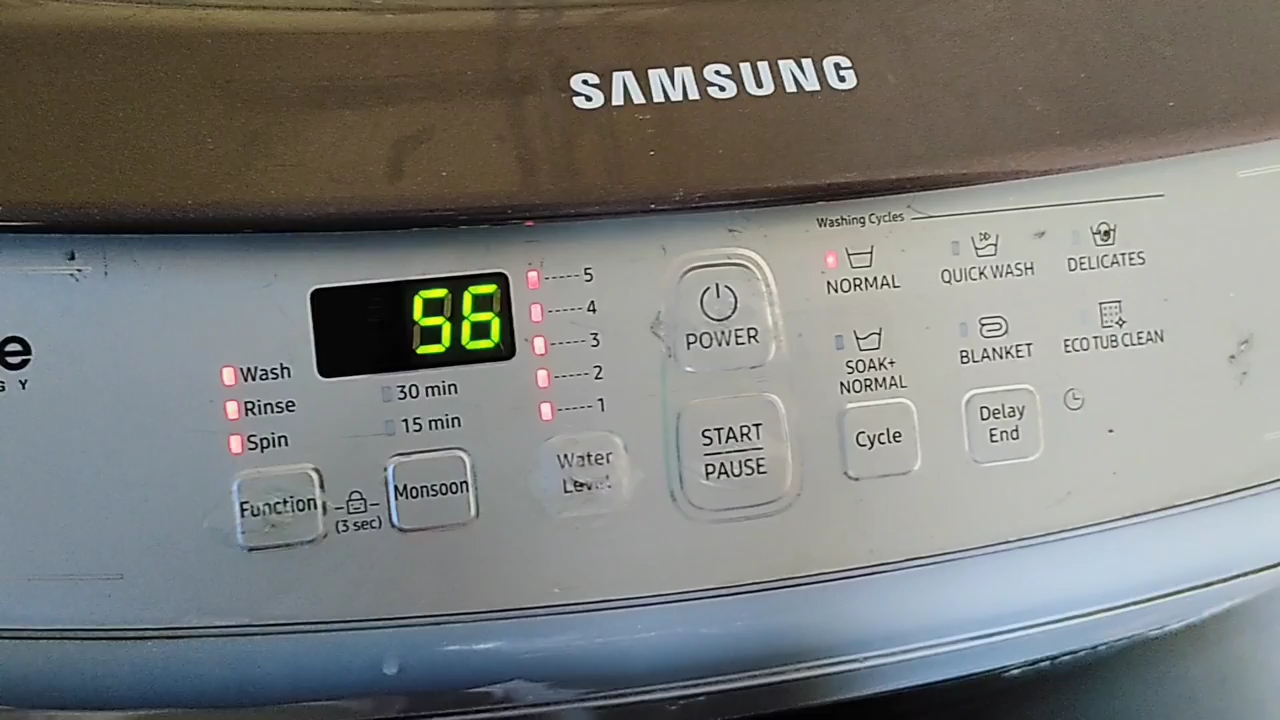 SAMSUNG
Washing Cycles
NORMAL
QUICK WASH
DELICATES
SOAK+
NORMAL
BLANKET
ECO TUB CLEAN
56
5
4
3
2
1
POWER
Wash
Rinse
Spin
30 min
15 min
Water
Level
START
PAUSE
Cycle
Delay
End
Function
(3 sec)
Monsoon
e
G Y